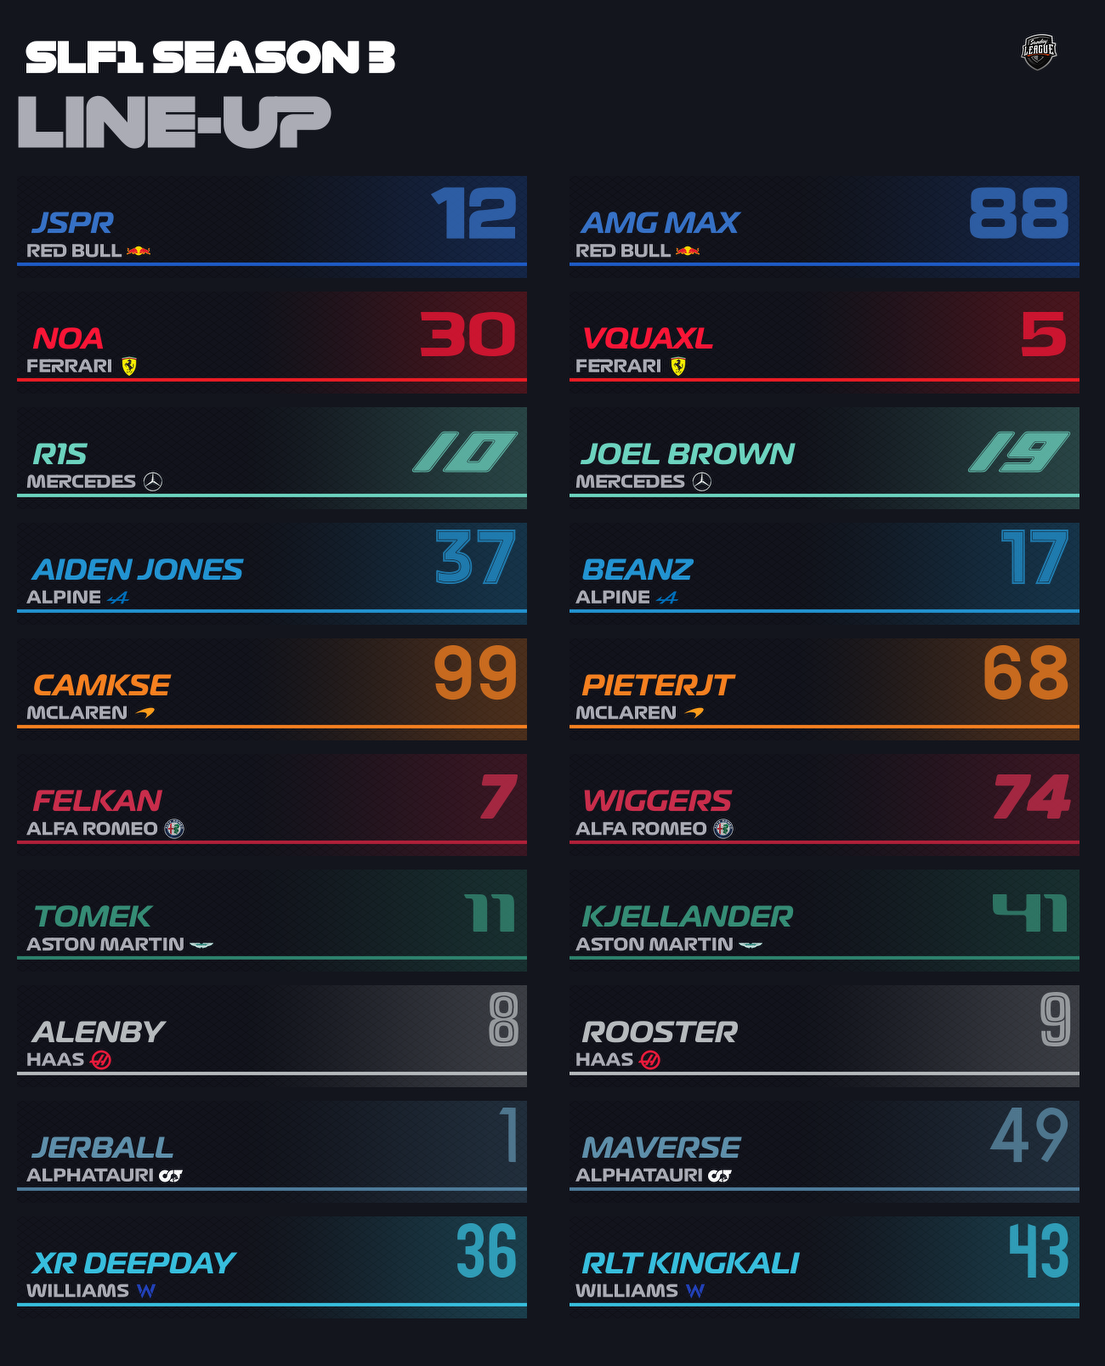 SLF1 SEASON 3
Sunday
LEAGUE
LINE-UP
12
JSPR
RED BULL
88
AMG MAX
RED BULL
30
NOA
FERRARI
5
VQUAXL
FERRARI
10
R1S
MERCEDES
19
JOEL BROWN
MERCEDES
37
AIDEN JONES
ALPINE
17
BEANZ
ALPINE
99
CAMKSE
MCLAREN
68
PIETERJT
MCLAREN
7
FELKAN
ALFA ROMEO
74
WIGGERS
ALFA ROMEO
11
TOMEK
ASTON MARTIN
41
KJELLANDER
ASTON MARTIN
8
ALENBY
HAAS
9
ROOSTER
HAAS
1
JERBALL
ALPHATAURI
49
MAVERSE
ALPHATAURI
36
XR DEEPDAY
WILLIAMS
43
RLT KINGKALI
WILLIAMS